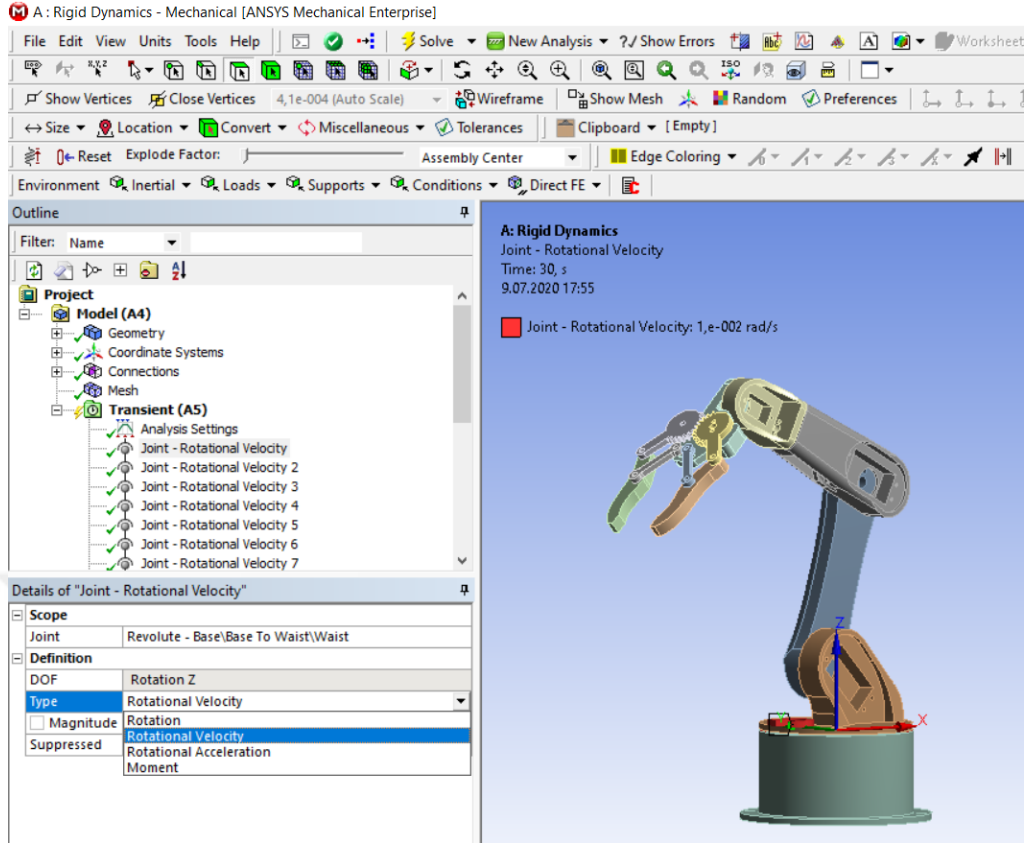 A : Rigid Dynamics - Mechanical [ANSYS Mechanical Enterprise]
File Edit View Units Tools Help Solve New Analysis ?/ Show Errors Worksheet
ISO
Show Vertices Close Vertices 4,1e-004 (Auto Scale) Wireframe Show Mesh Random Preferences
Size Location Convert Miscellaneous Tolerances Clipboard [ Empty ]
Reset Explode Factor: Assembly Center Edge Coloring
Environment Inertial Loads Supports Conditions Direct FE
Outline
Filter: Name
Project
Model (A4)
Geometry
Coordinate Systems
Connections
Mesh
Transient (A5)
Analysis Settings
Joint - Rotational Velocity
Joint - Rotational Velocity 2
Joint - Rotational Velocity 3
Joint - Rotational Velocity 4
Joint - Rotational Velocity 5
Joint - Rotational Velocity 6
Joint - Rotational Velocity 7
Details of "Joint - Rotational Velocity"
Scope
Joint Revolute - Base\Base To Waist\Waist
Definition
DOF Rotation Z
Type Rotational Velocity
Magnitude Rotation
Rotational Velocity
Suppressed Rotational Acceleration
Moment
A: Rigid Dynamics
Joint - Rotational Velocity
Time: 30, s
9.07.2020 17:55
Joint - Rotational Velocity: 1,e-002 rad/s
Z
Y
X